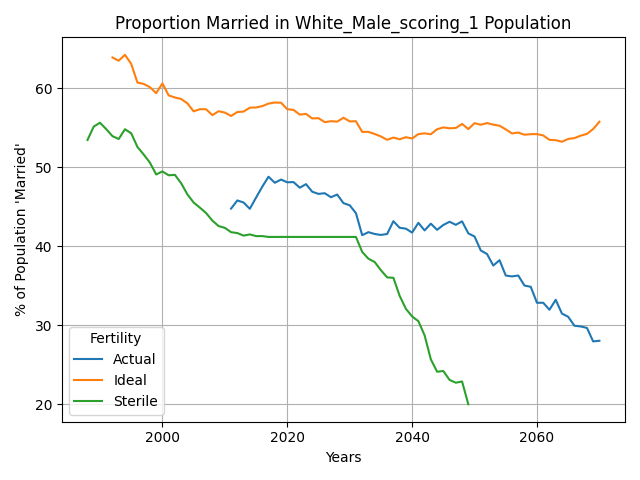 Proportion Married in White_Male_scoring_1 Population
% of Population 'Married'
60
50
40
30
20
Fertility
Actual
Ideal
Sterile
2000
2020
2040
2060
Years